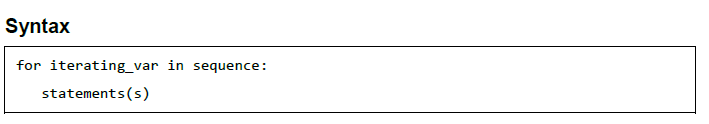 Syntax
for iterating_var in sequence:
statements(s)